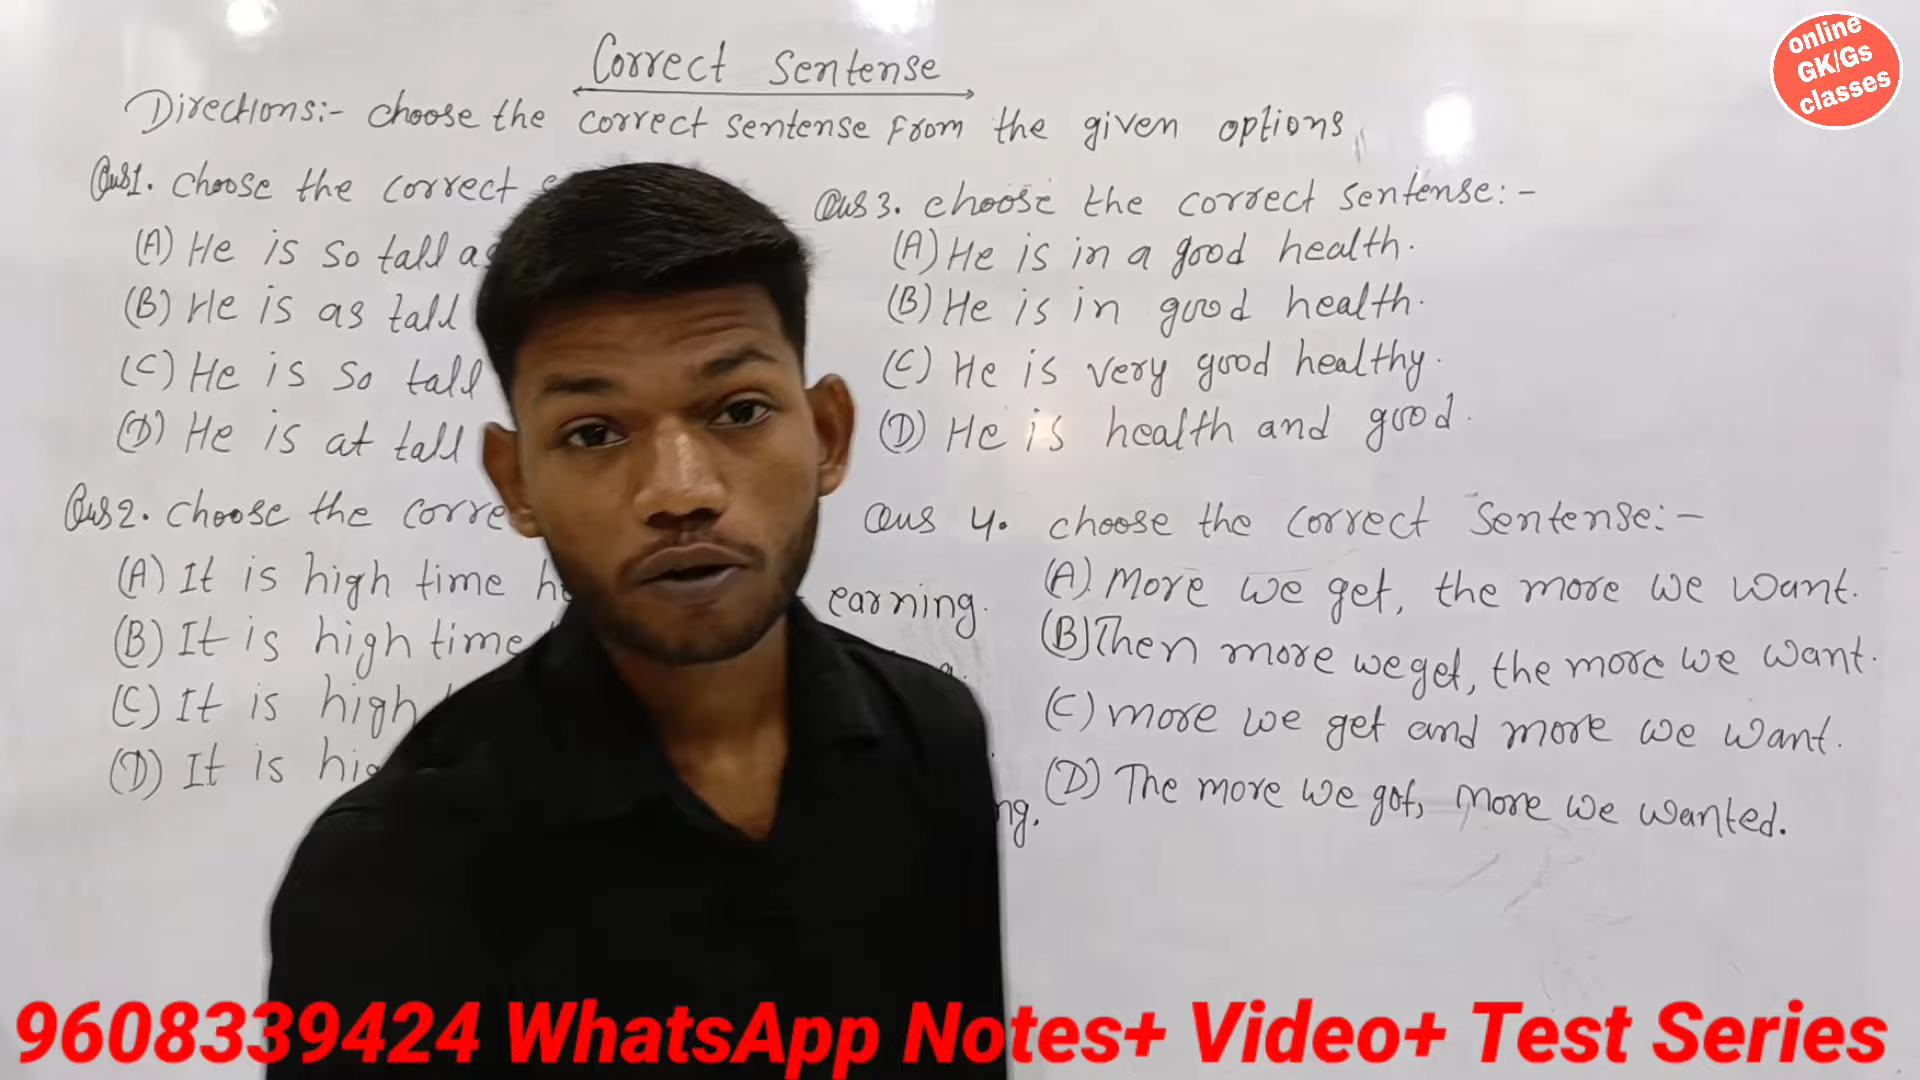 Correct Sentense
Directions:- choose the correct sentense from the given options
Qus1. choose the correct
(A) He is so tall as
(B) He is as tall
(C) He is so tall
(D) He is at tall
Qus2. choose the
(A) It is high time
earning.
(B) It is high time
(C) It is high
(D) It is
Qus3. choose the correct sentense:-
(A) He is in a good health.
(B) He is in good health.
(C) He is very good healthy.
(D) He is health and good.
Qus 4. choose the correct sentense:-
(A). More we get, the more we want.
(B) Then more we get, the more we want.
(C) more we get and more we want.
(D) The more we got, more we wanted.
online
GK/Gs
classes
9608339424 WhatsApp Notes+ Video+ Test Series